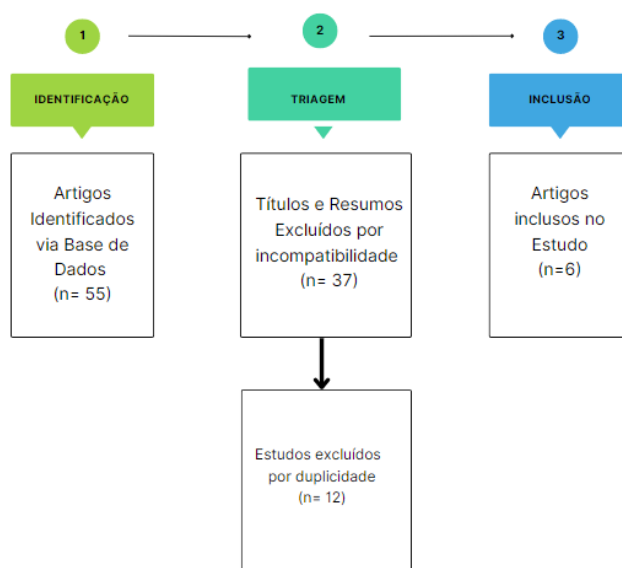 1
2
3
IDENTIFICAÇÃO
TRIAGEM
INCLUSÃO
Artigos
Identificados
via Base de
Dados
(n= 55)
Títulos e Resumos
Excluídos por
incompatibilidade
(n= 37)
Artigos
inclusos no
Estudo
(n=6)
Estudos excluídos
por duplicidade
(n= 12)